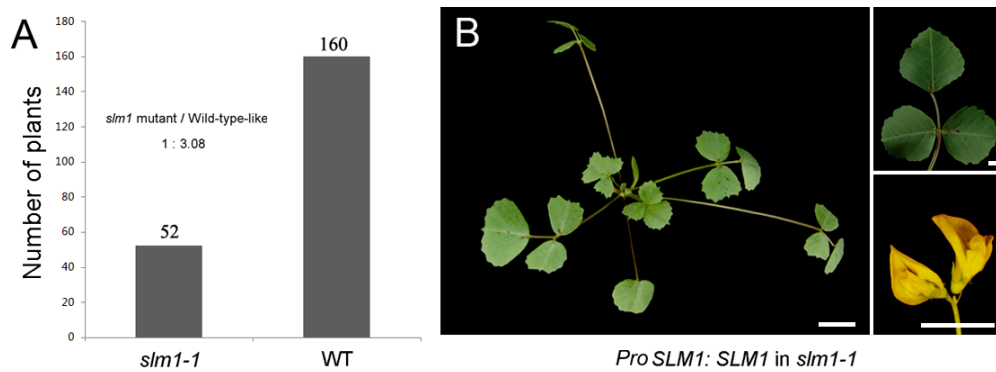 A
Number of plants
180
160
140
120
100
80
60
40
20
0
52
160
slm1 mutant / Wild-type-like
1 : 3.08
slm1-1
WT
B
Pro SLM1: SLM1 in slm1-1